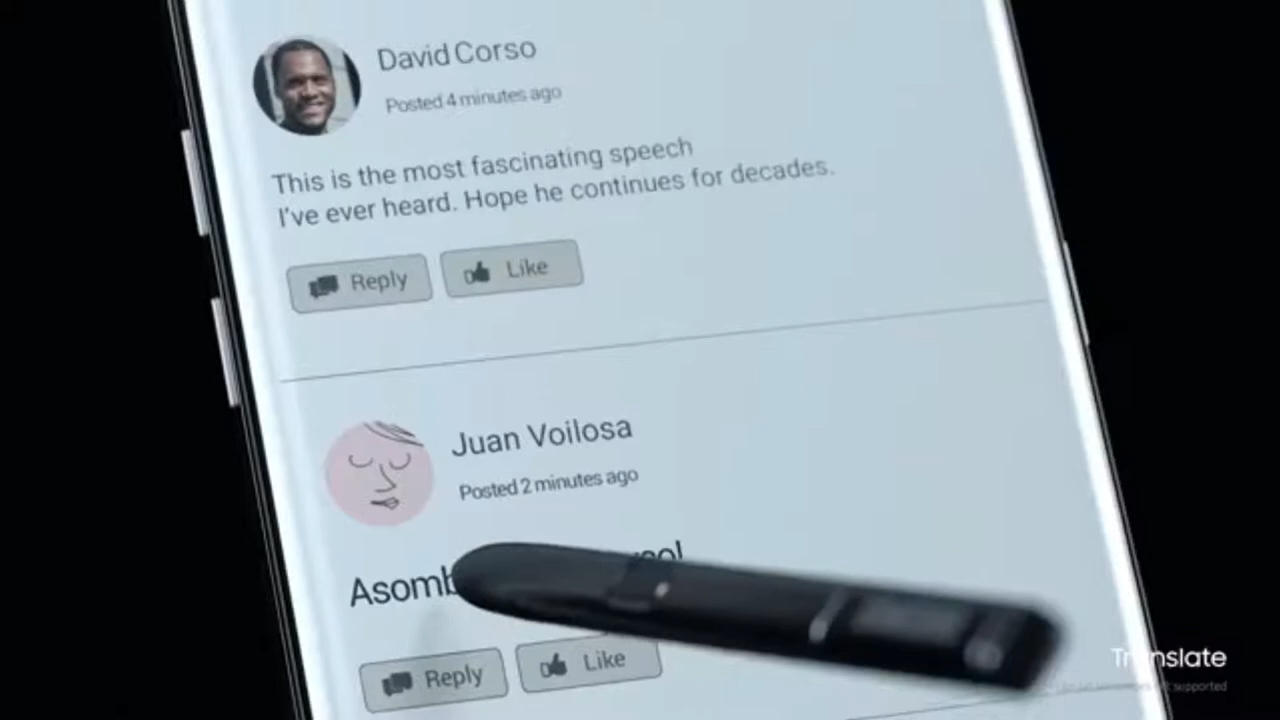 David Corso
Posted 4 minutes ago
This is the most fascinating speech
I've ever heard. Hope he continues for decades.
Reply
Like
Juan Voilosa
Posted 2 minutes ago
Reply
Like
Translate
supported